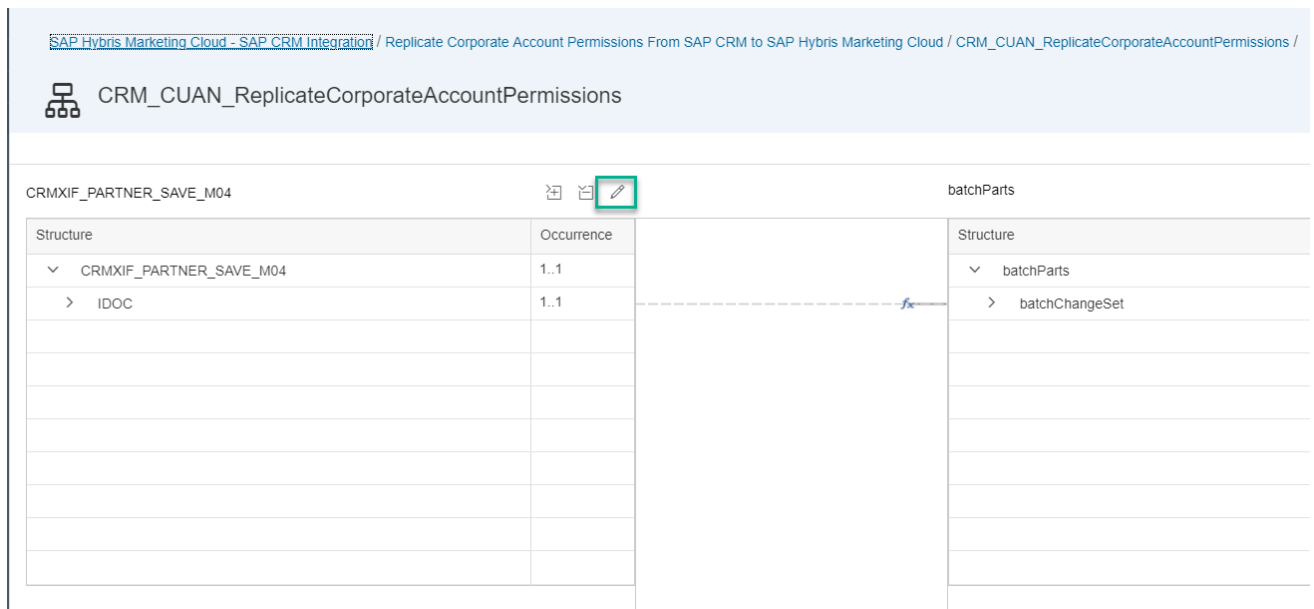 SAP Hybris Marketing Cloud - SAP CRM Integration / Replicate Corporate Account Permissions From SAP CRM to SAP Hybris Marketing Cloud / CRM_CUAN_ReplicateCorporateAccountPermissions /
CRM_CUAN_ReplicateCorporateAccountPermissions
CRMXIF_PARTNER_SAVE_M04 batchParts
Structure Occurrence Structure
CRMXIF_PARTNER_SAVE_M04 1..1 batchParts
IDOC 1..1 fx batchChangeSet